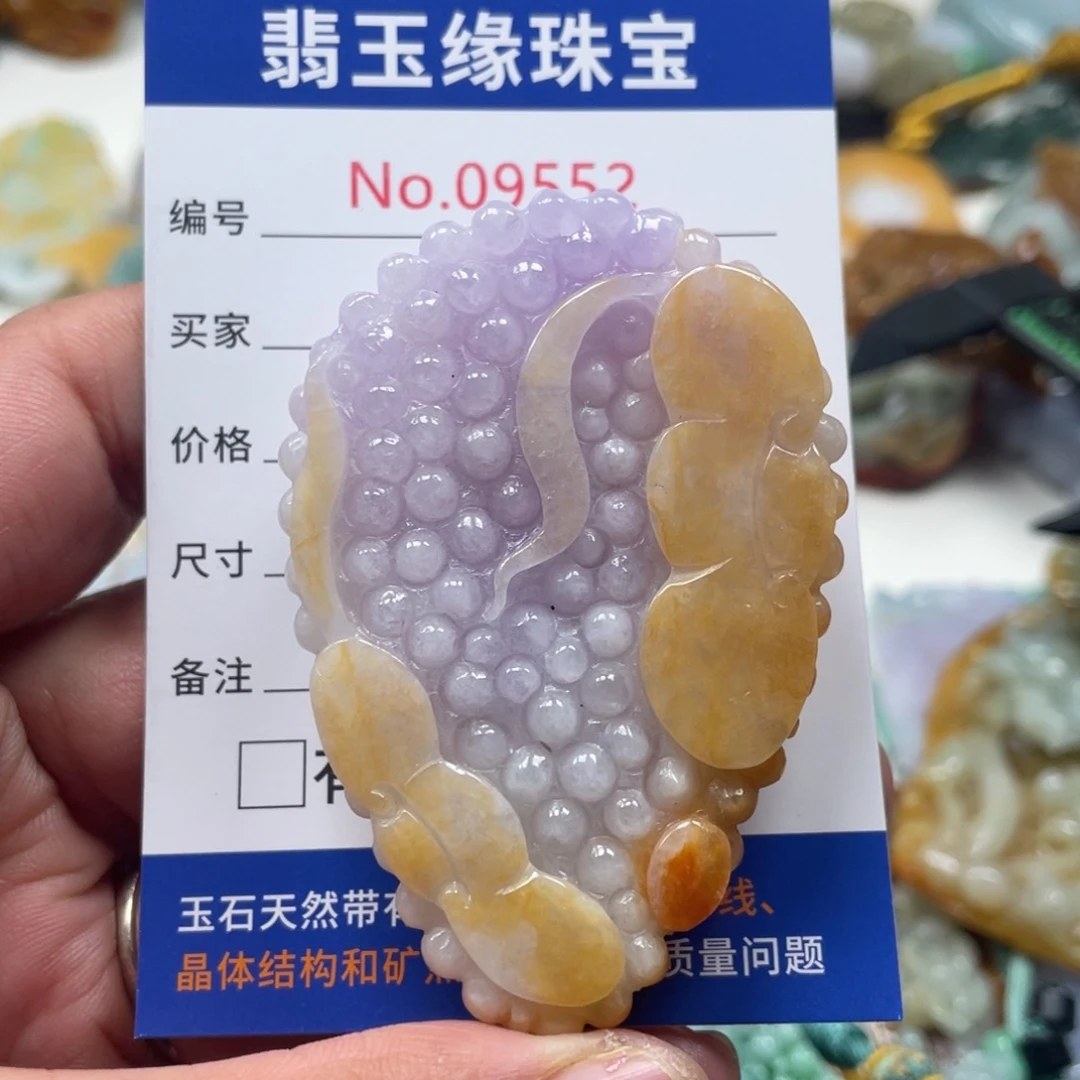 翡玉缘珠宝
No.09552
编号
买家
价格
尺寸
备注
玉石天然带有 线、
晶体结构和矿 质量问题